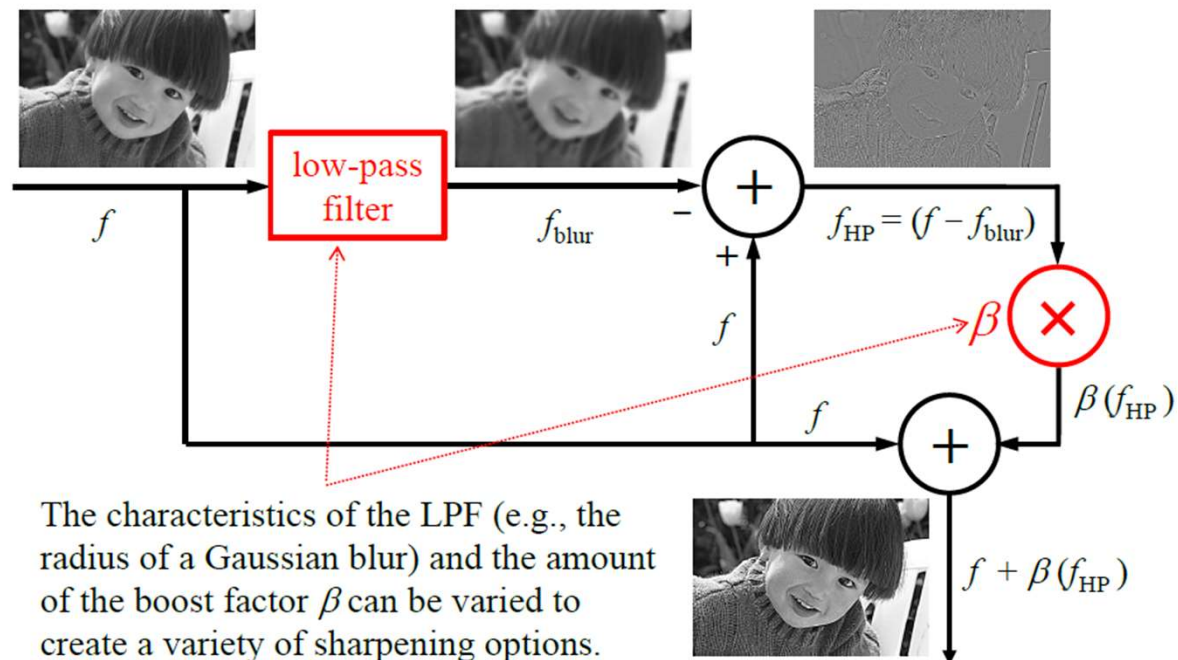 low-pass
filter
f
f_blur
−
+
+
f_HP = (f − f_blur)
f
β
×
β(f_HP)
f
+
f + β(f_HP)
The characteristics of the LPF (e.g., the
radius of a Gaussian blur) and the amount
of the boost factor β can be varied to
create a variety of sharpening options.